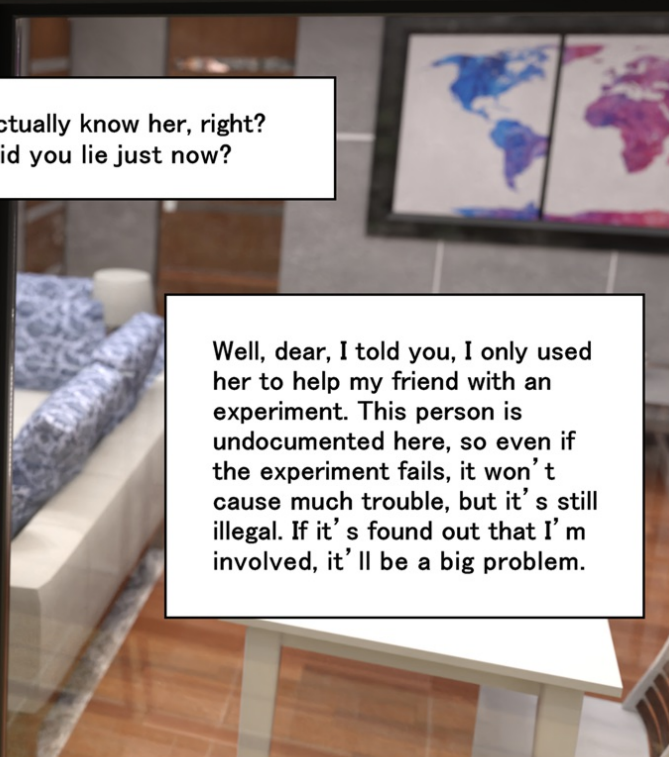 ctually know her, right?
id you lie just now?
Well, dear, I told you, I only used
her to help my friend with an
experiment. This person is
undocumented here, so even if
the experiment fails, it won't
cause much trouble, but it's still
illegal. If it's found out that I'm
involved, it'll be a big problem.